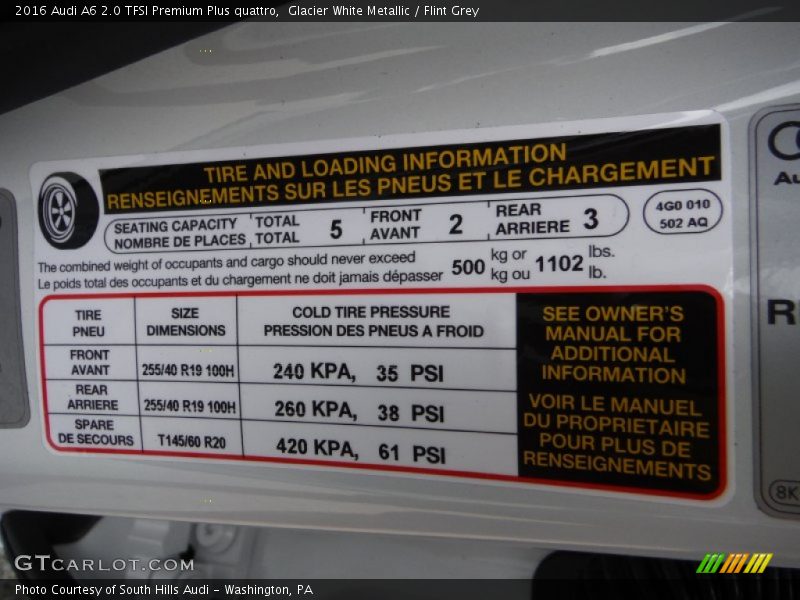 2016 Audi A6 2.0 TFSI Premium Plus quattro,  Glacier White Metallic / Flint Grey
TIRE AND LOADING INFORMATION
RENSEIGNEMENTS SUR LES PNEUS ET LE CHARGEMENT
SEATING CAPACITY TOTAL 5 FRONT 2 REAR 3
NOMBRE DE PLACES TOTAL AVANT ARRIERE
4G0 010
502 AQ
The combined weight of occupants and cargo should never exceed 500 kg or 1102 lbs.
Le poids total des occupants et du chargement ne doit jamais dépasser kg ou lb.
TIRE SIZE COLD TIRE PRESSURE
PNEU DIMENSIONS PRESSION DES PNEUS A FROID
FRONT
AVANT 255/40 R19 100H 240 KPA, 35 PSI
REAR
ARRIERE 255/40 R19 100H 260 KPA, 38 PSI
SPARE
DE SECOURS T145/60 R20 420 KPA, 61 PSI
SEE OWNER'S
MANUAL FOR
ADDITIONAL
INFORMATION
VOIR LE MANUEL
DU PROPRIETAIRE
POUR PLUS DE
RENSEIGNEMENTS
8K
GTCARLOT.COM
Photo Courtesy of South Hills Audi - Washington, PA